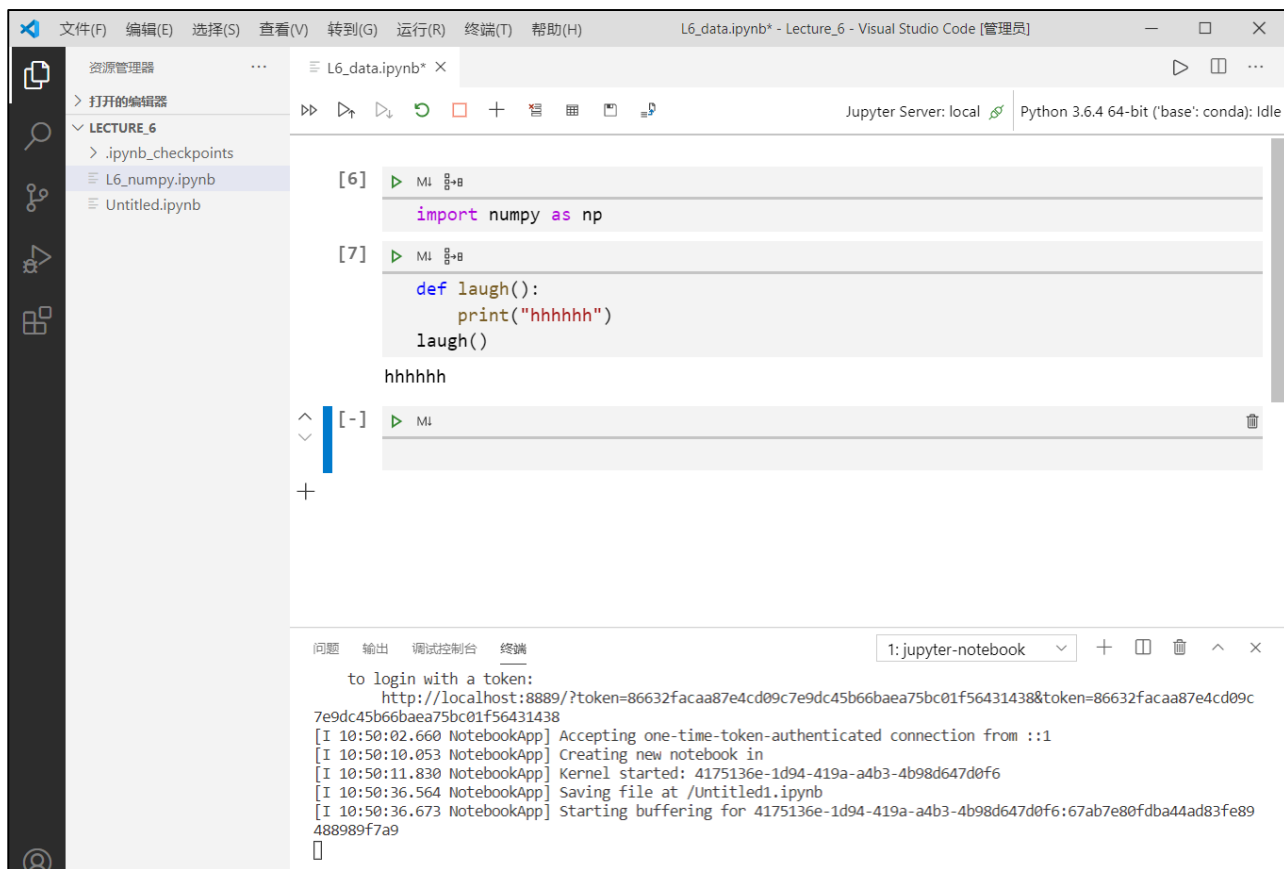 文件(F) 编辑(E) 选择(S) 查看(V) 转到(G) 运行(R) 终端(T) 帮助(H) L6_data.ipynb* - Lecture_6 - Visual Studio Code [管理员]
资源管理器 ···
L6_data.ipynb*
打开的编辑器
Jupyter Server: local
Python 3.6.4 64-bit ('base': conda): Idle
LECTURE_6
.ipynb_checkpoints
L6_numpy.ipynb
Untitled.ipynb
[6] M↓
import numpy as np
[7] M↓
def laugh():
    print("hhhhhh")
laugh()
hhhhhh
[-] M↓
问题 输出 调试控制台 终端 1: jupyter-notebook
to login with a token:
http://localhost:8889/?token=86632facaa87e4cd09c7e9dc45b66baea75bc01f56431438&token=86632facaa87e4cd09c
7e9dc45b66baea75bc01f56431438
[I 10:50:02.660 NotebookApp] Accepting one-time-token-authenticated connection from ::1
[I 10:50:10.053 NotebookApp] Creating new notebook in
[I 10:50:11.830 NotebookApp] Kernel started: 4175136e-1d94-419a-a4b3-4b98d647d0f6
[I 10:50:36.564 NotebookApp] Saving file at /Untitled1.ipynb
[I 10:50:36.673 NotebookApp] Starting buffering for 4175136e-1d94-419a-a4b3-4b98d647d0f6:67ab7e80fdba44ad83fe89
488989f7a9